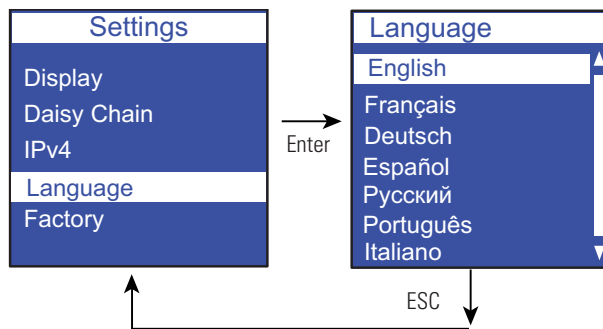 Settings
Display
Daisy Chain
IPv4
Language
Factory
Enter
Language
English
Français
Deutsch
Español
Русский
Português
Italiano
ESC